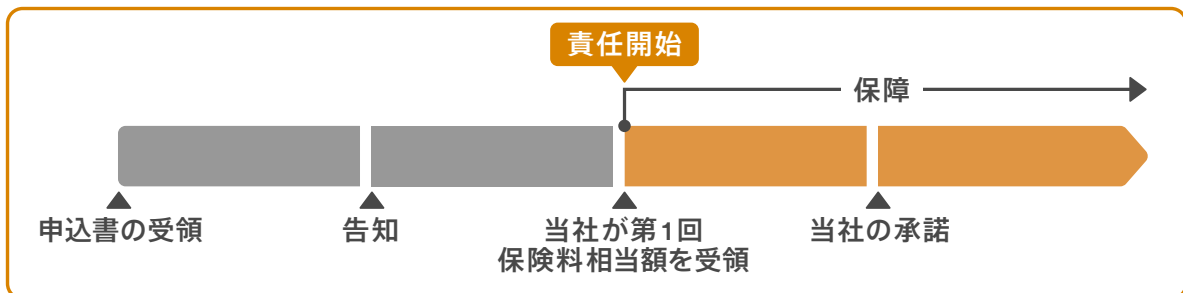 責任開始
保障
申込書の受領
告知
当社が第1回
保険料相当額を受領
当社の承諾